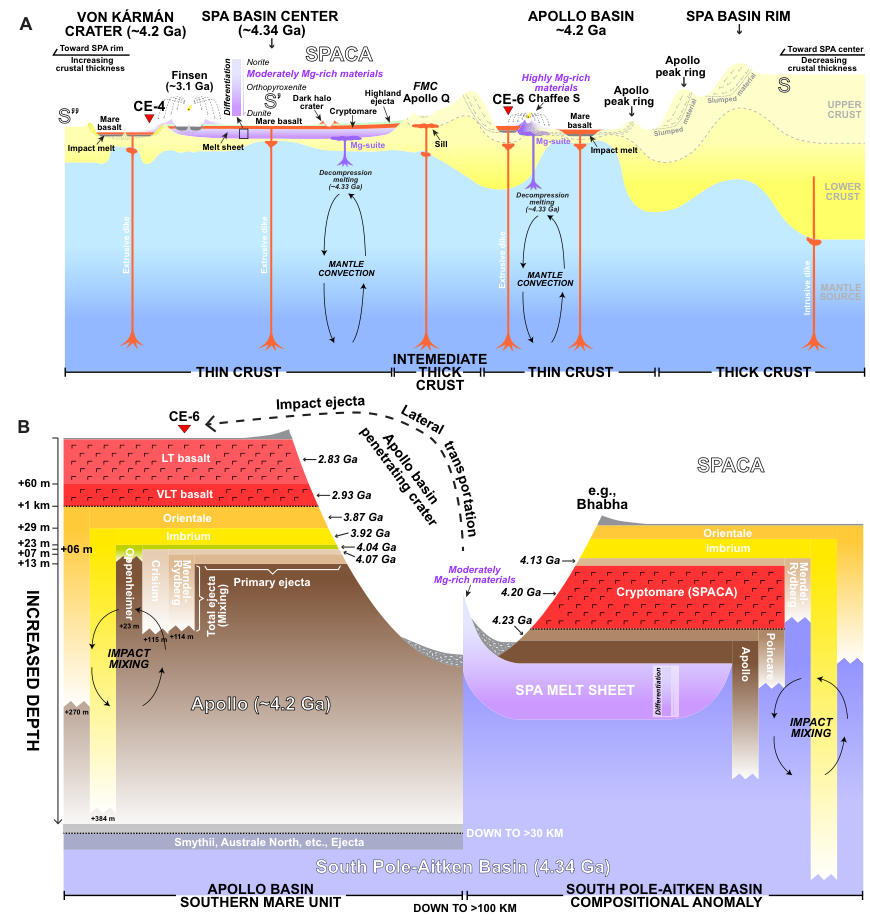 A
VON KÁRMÁN
CRATER (~4.2 Ga)
SPA BASIN CENTER
(~4.34 Ga)
APOLLO BASIN
~4.2 Ga
SPA BASIN RIM
Toward SPA rim
Increasing
crustal thickness
Toward SPA center
Decreasing
crustal thickness
SPACA
Finsen
(~3.1 Ga)
Differentiation
Norite
Moderately Mg-rich materials
Orthopyroxenite
Dunite
S''
S'
S
CE-4
Dark halo
crater
Cryptomare
Highland
ejecta
FMC
Apollo Q
Highly Mg-rich
materials
CE-6
Chaffee S
Apollo
peak ring
Apollo
peak ring
Slumped material
Slumped material
UPPER
CRUST
Mare
basalt
Mare basalt
Mare
basalt
Impact melt
Melt sheet
Mg-suite
Sill
Mg-suite
Impact melt
Decompression
melting
(~4.33 Ga)
Decompression
melting
(~4.33 Ga)
LOWER
CRUST
Extrusive dike
Extrusive dike
Extrusive dike
Intrusive dike
MANTLE
CONVECTION
MANTLE
CONVECTION
MANTLE
SOURCE
THIN CRUST
INTEMEDIATE
THICK
CRUST
THIN CRUST
THICK CRUST
B
CE-6
Impact ejecta
Lateral transportation
Apollo basin
penetrating crater
SPACA
LT basalt
2.83 Ga
e.g.,
Bhabha
+60 m
VLT basalt
2.93 Ga
+1 km
Orientale
3.87 Ga
Orientale
+29 m
Imbrium
3.92 Ga
Imbrium
+23 m
+07 m
+06 m
+13 m
4.04 Ga
4.07 Ga
4.13 Ga
Oppenheimer
Crisium
Mendel-
Rydberg
Total ejecta
(Mixing)
Primary ejecta
Moderately
Mg-rich materials
Mendel-
Rydberg
4.20 Ga
Cryptomare (SPACA)
4.23 Ga
+23 m
+115 m
+114 m
IMPACT
MIXING
INCREASED DEPTH
Apollo
Poincare
SPA MELT SHEET
Differentiation
Apollo (~4.2 Ga)
+270 m
IMPACT
MIXING
+384 m
DOWN TO >30 KM
Smythii, Australe North, etc., Ejecta
South Pole-Aitken Basin (4.34 Ga)
APOLLO BASIN
SOUTHERN MARE UNIT
SOUTH POLE-AITKEN BASIN
COMPOSITIONAL ANOMALY
DOWN TO >100 KM